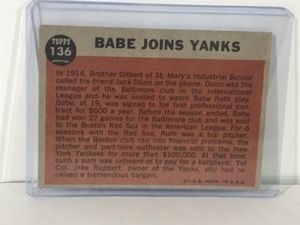 TOPPS
136
BABE JOINS YANKS
In 1914, Brother Gilbert of St. Mary's Industrial School
called his friend Jack Dunn on the phone. Dunn was
the manager of the Baltimore club in the International
League and he was invited to watch Babe Ruth play.
Babe, at 19, was signed to his first professional con-
tract for $600 a year. Before the season ended, Babe
had won 22 games for the Baltimore club and was sold
to the Boston Red Sox in the American League. For 6
seasons with the Red Sox, Ruth was a top pitcher.
When the Boston club ran into financial problems, the
pitcher and part-time outfielder was sold to the New
York Yankees for more than $100,000. At that time,
such a sum was unheard of to pay for a ballplayer. Yet
Col. Jake Ruppert, owner of the Yanks, still had re-
ceived a tremendous bargain.